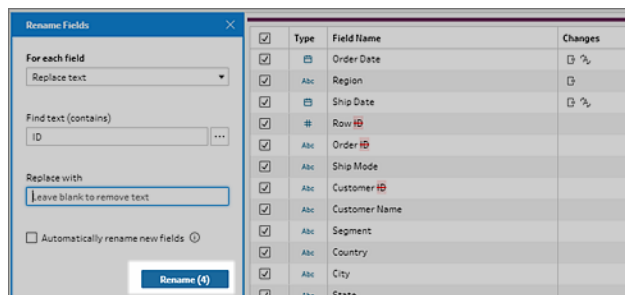 Rename Fields
For each field
Replace text
Find text (contains)
ID
...
Replace with
Leave blank to remove text
Automatically rename new fields
Rename (4)
Type Field Name Changes
Order Date
Abc Region
Ship Date
# Row ID
Abc Order ID
Abc Ship Mode
Abc Customer ID
Abc Customer Name
Abc Segment
Abc Country
Abc City
Abc State